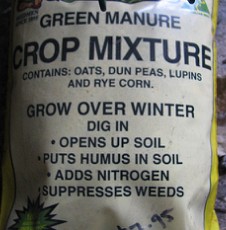 GREEN MANURE
CROP MIXTURE
CONTAINS: OATS, DUN PEAS, LUPINS
AND RYE CORN.
GROW OVER WINTER
DIG IN
• OPENS UP SOIL
• PUTS HUMUS IN SOIL
• ADDS NITROGEN
• SUPPRESSES WEEDS
.95